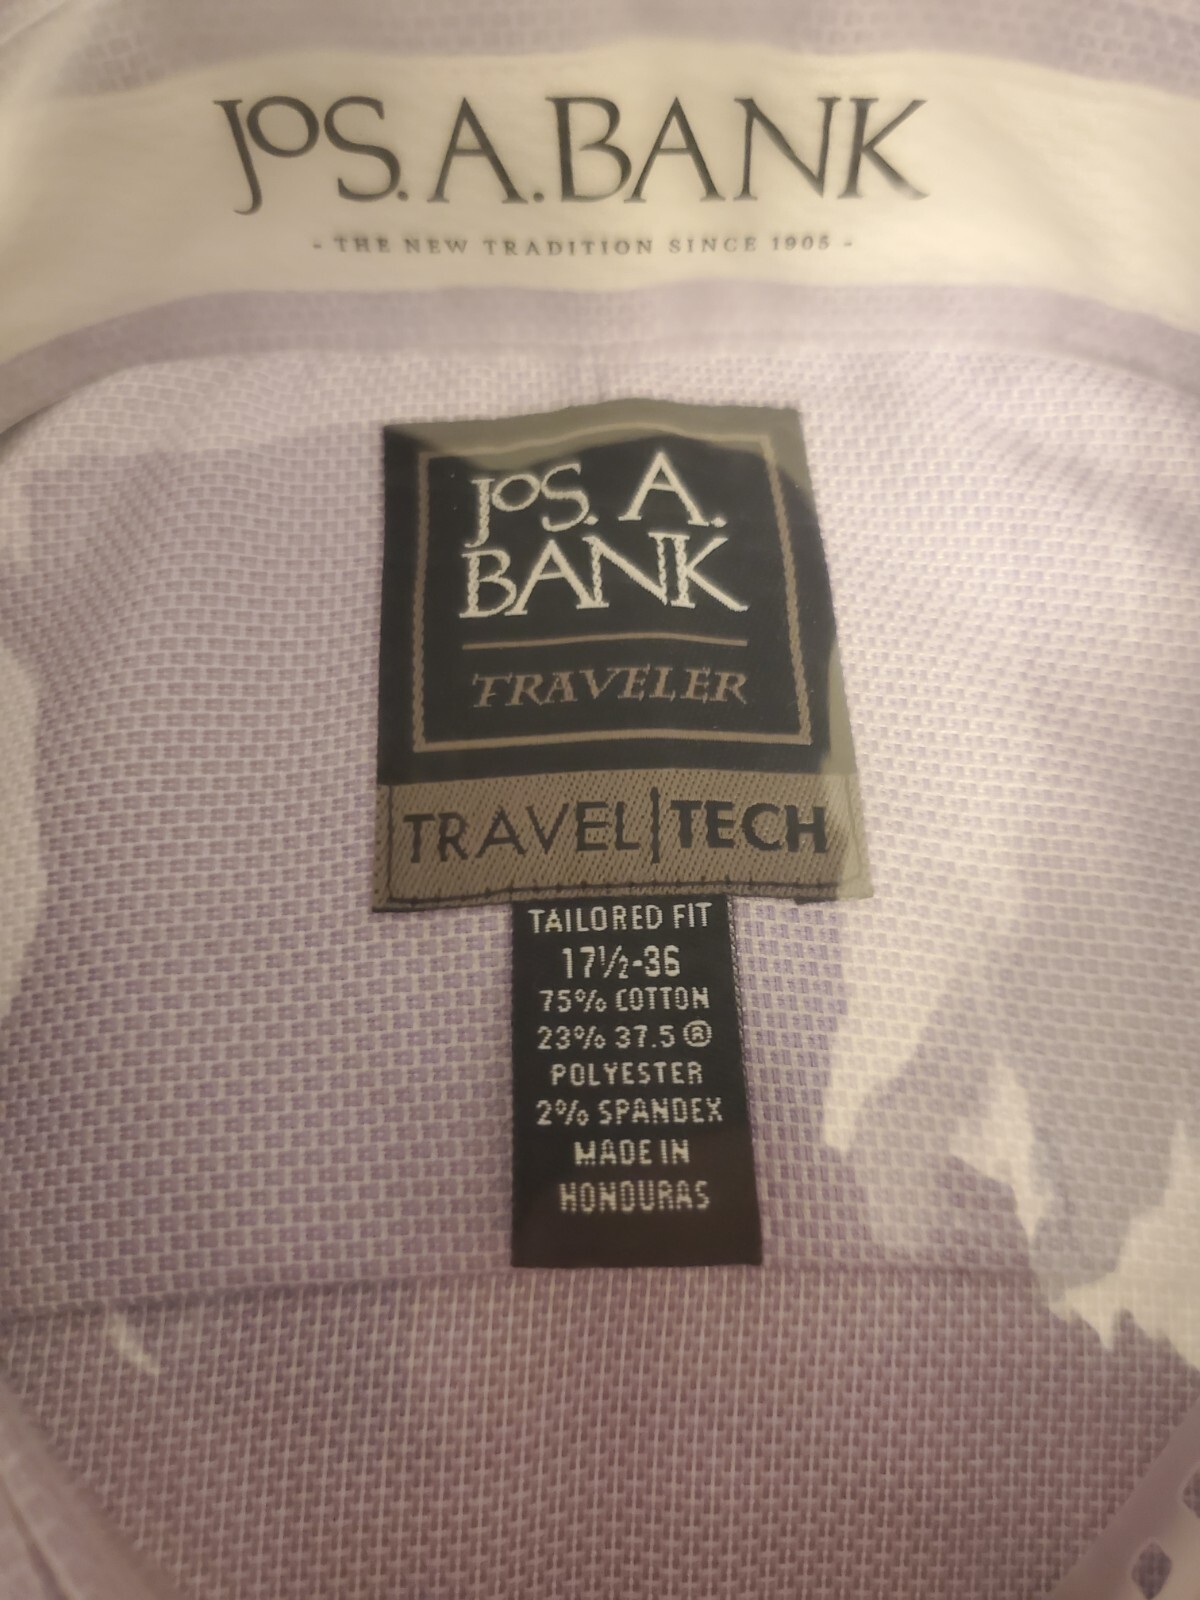 JOS. A. BANK
- THE NEW TRADITION SINCE 1905 -
JOS. A.
BANK
TRAVELER
TRAVEL|TECH
TAILORED FIT
17½-36
75% COTTON
23% 37.5®
POLYESTER
2% SPANDEX
MADE IN
HONDURAS